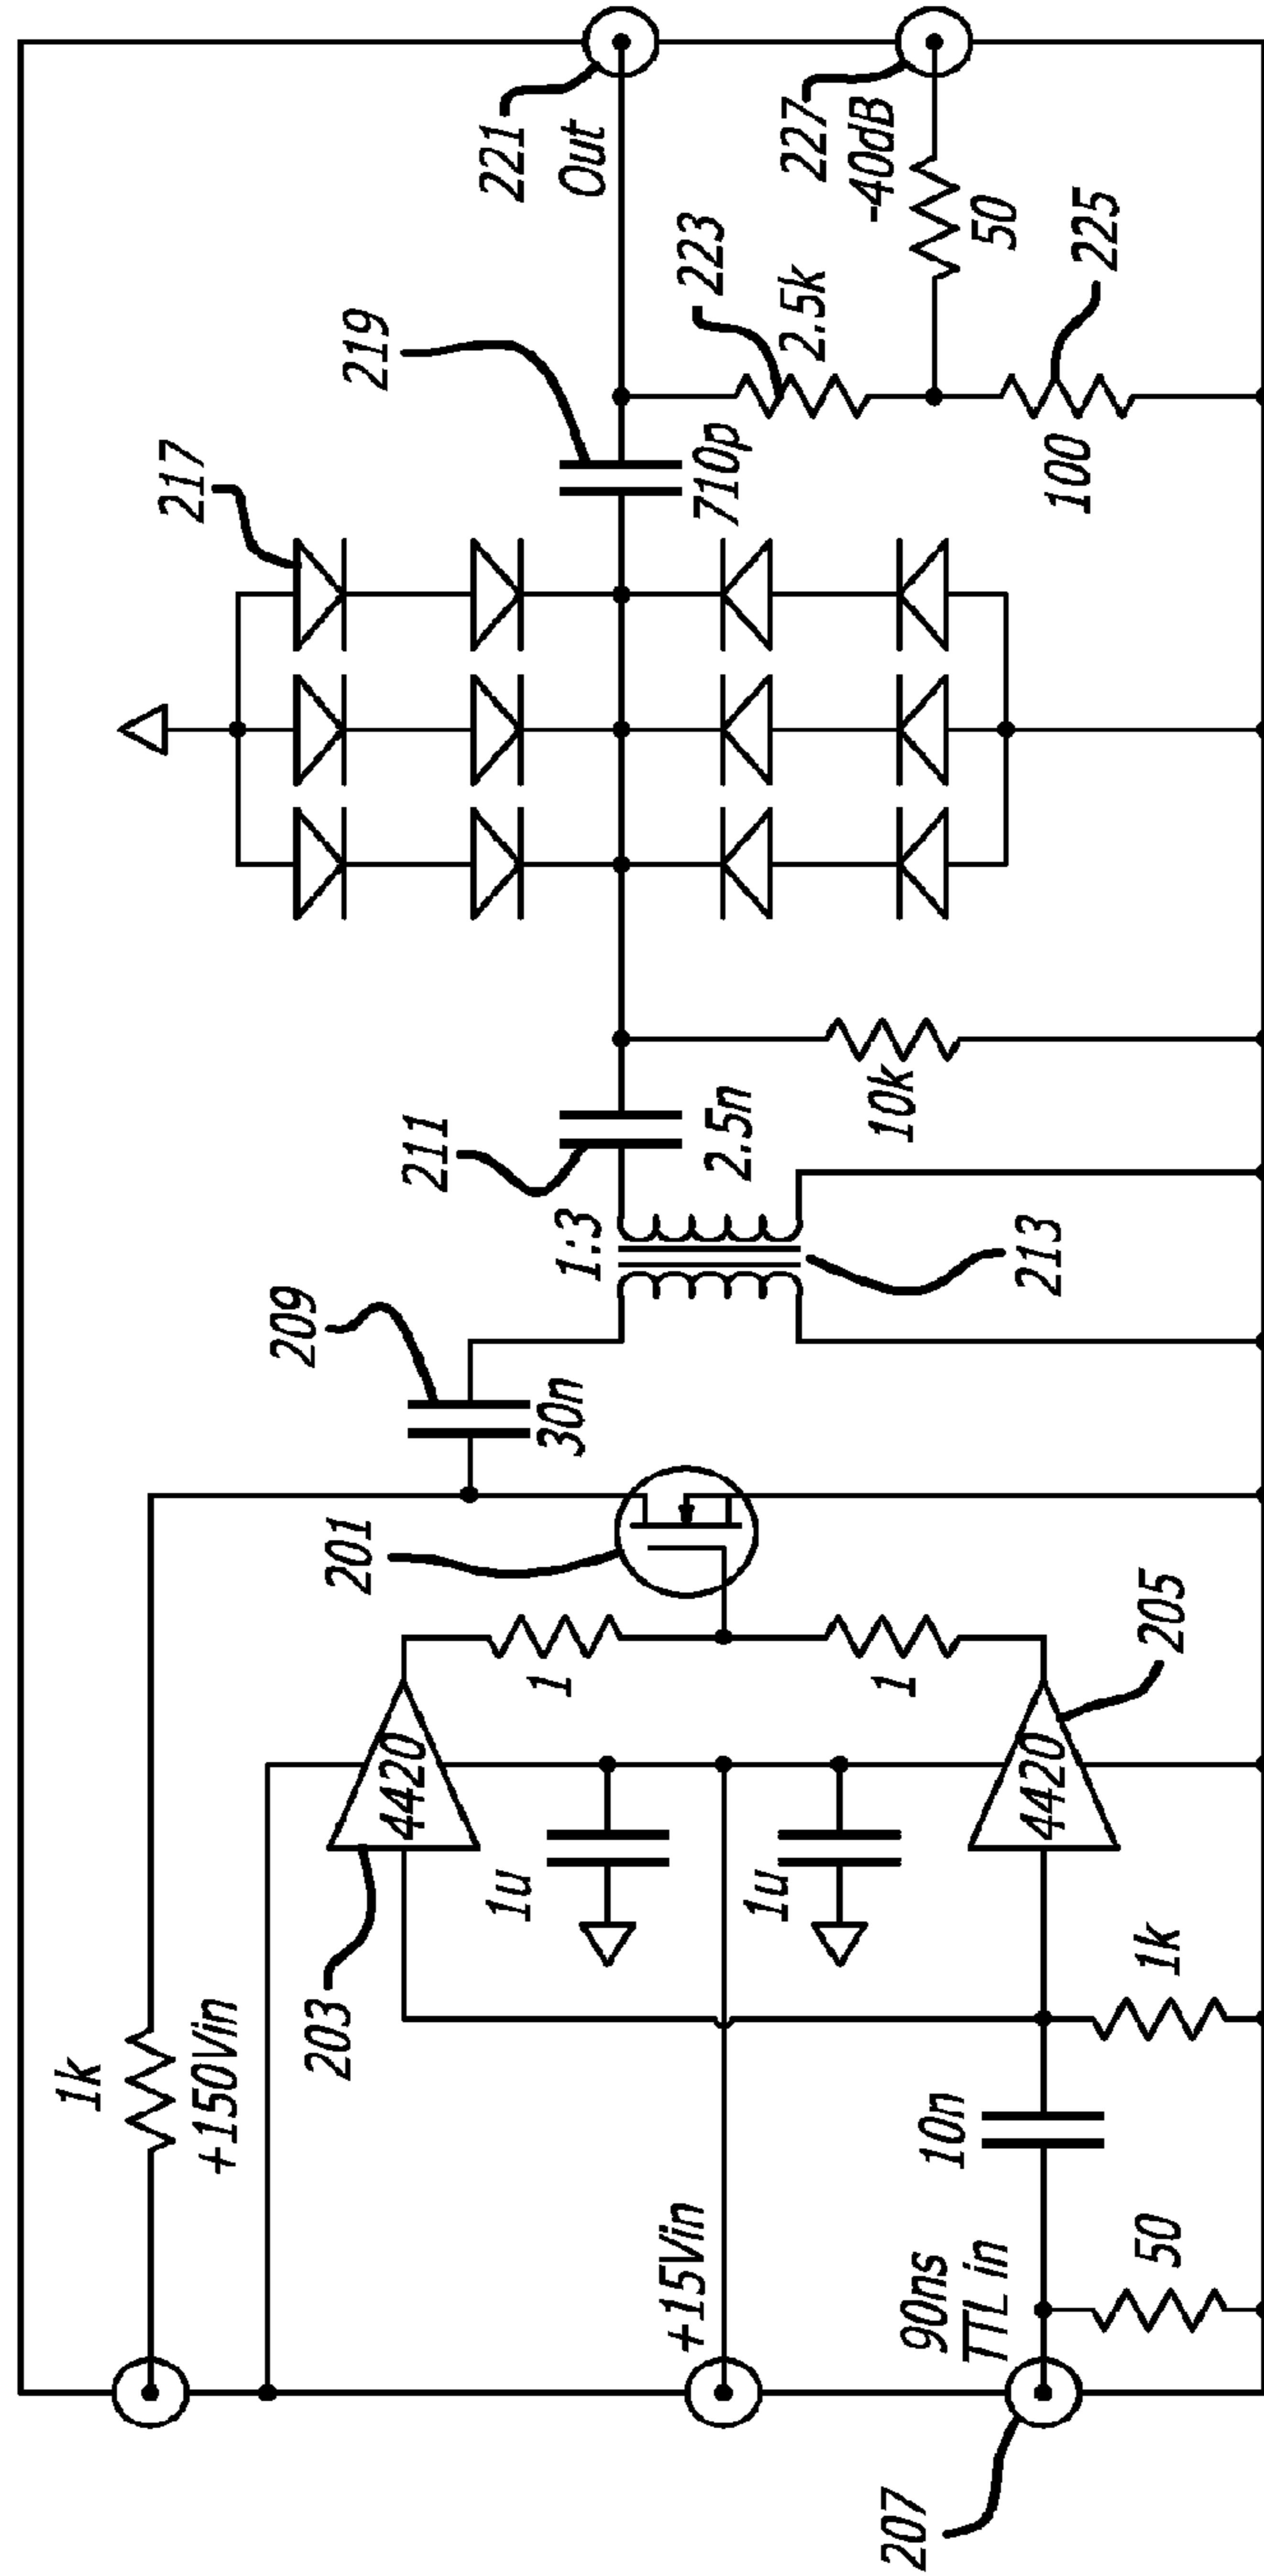 1k
+150Vin
203
4420
1u
1u
+15Vin
90ns
TTL in
207
50
10n
1k
4420
205
1
1
201
209
30n
1:3
213
211
2.5n
10k
217
219
710p
223
2.5k
100
225
50
221
Out
227
-40dB